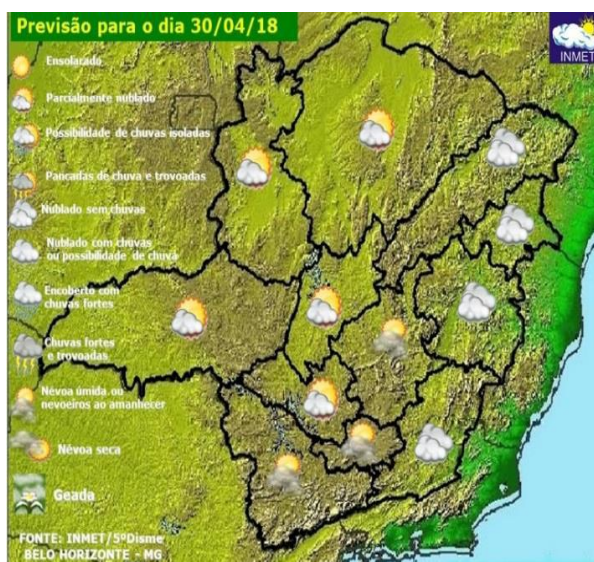 Previsão para o dia 30/04/18
INMET
Ensolarado
Parcialmente nublado
Possibilidade de chuvas isoladas
Pancadas de chuva e trovoadas
Nublado sem chuvas
Nublado com chuvas
ou possibilidade de chuva
Encoberto com
chuvas fortes
Chuvas fortes
e trovoadas
Névoa úmida ou
nevoeiros ao amanhecer
Névoa seca
Geada
FONTE: INMET/5ºDisme
BELO HORIZONTE - MG